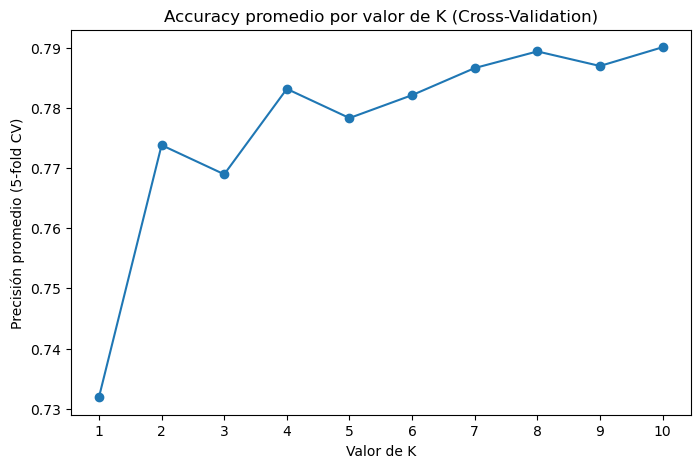 Accuracy promedio por valor de K (Cross-Validation)
Precisión promedio (5-fold CV)
0.79
0.78
0.77
0.76
0.75
0.74
0.73
1 2 3 4 5 6 7 8 9 10
Valor de K